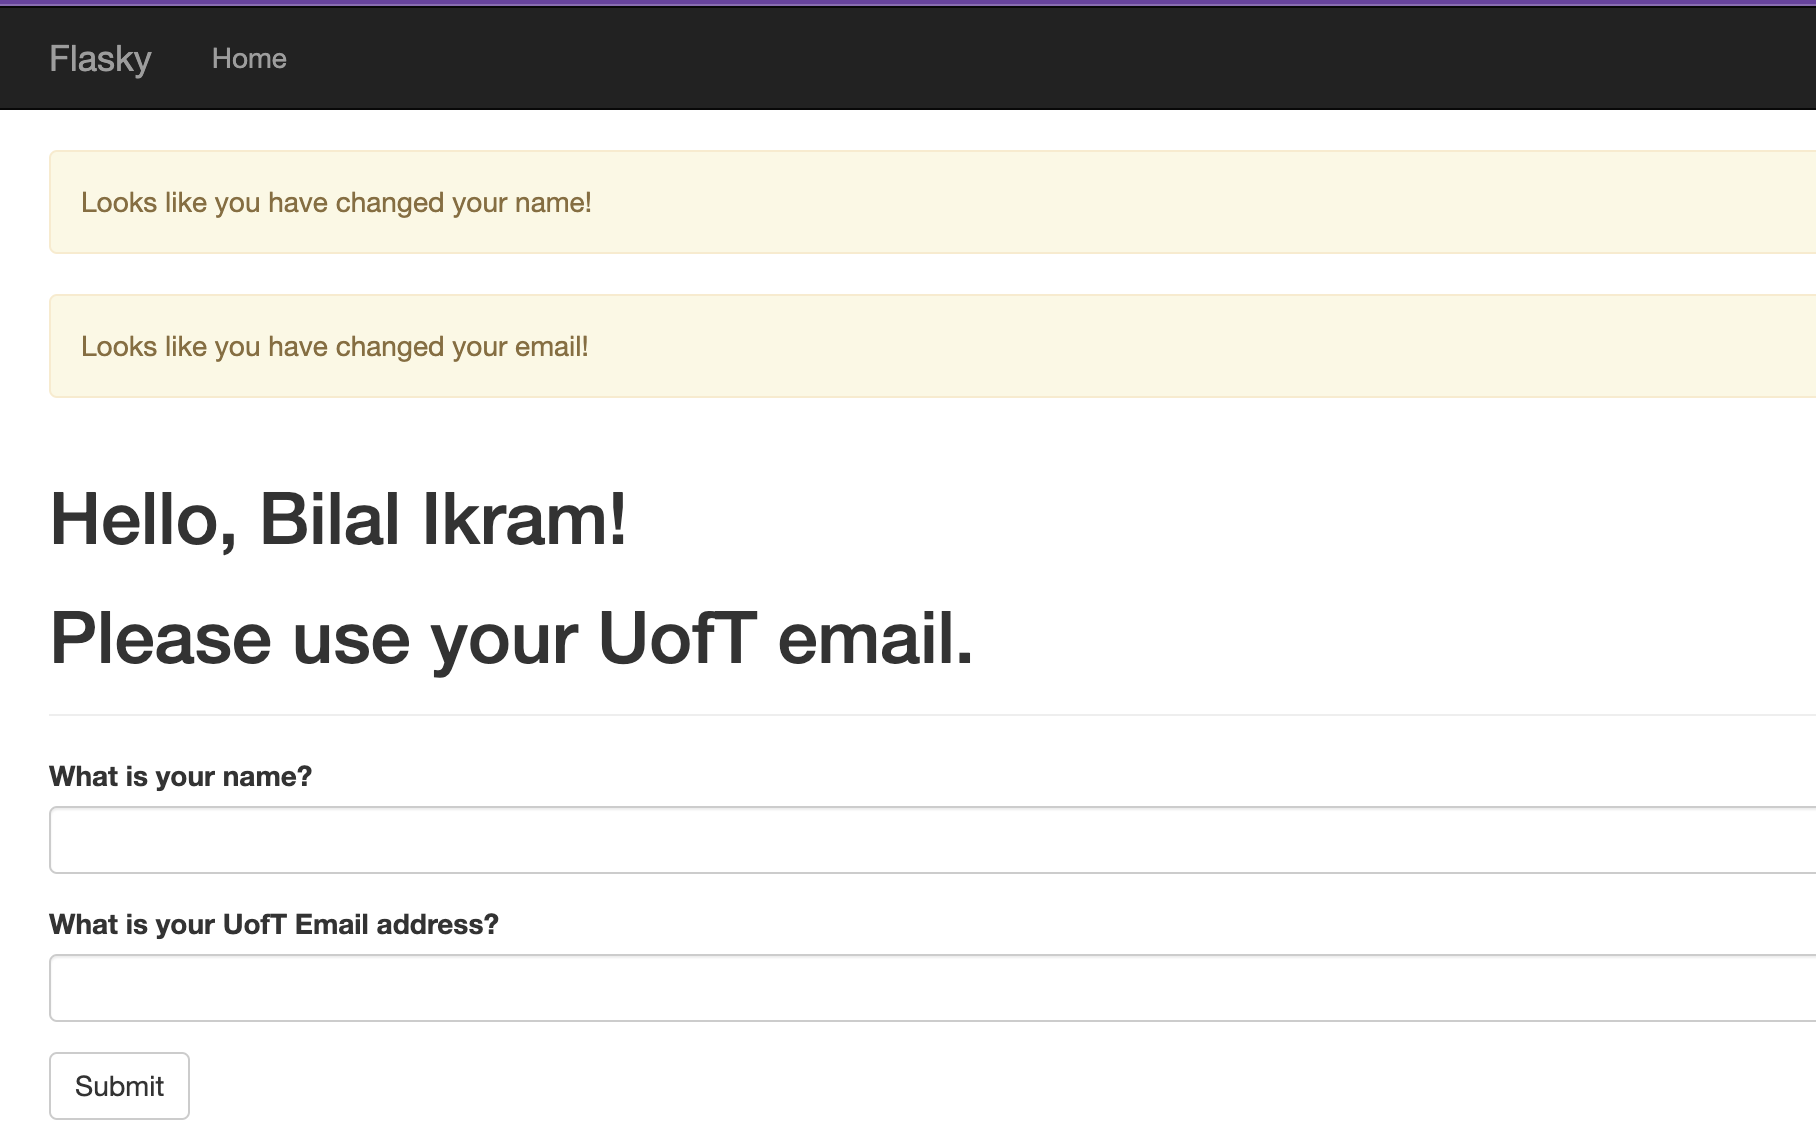 Flasky Home
Looks like you have changed your name!
Looks like you have changed your email!
Hello, Bilal Ikram!
Please use your UofT email.
What is your name?
What is your UofT Email address?
Submit